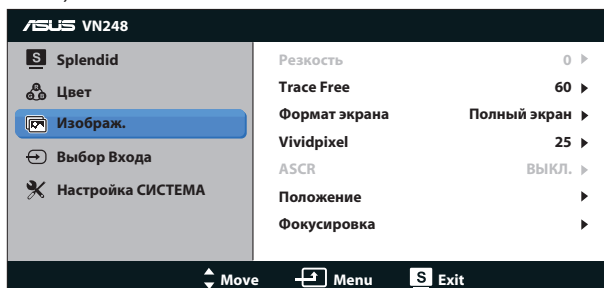 ASUS VN248
S Splendid
Цвет
Изображ.
Выбор Входа
Настройка СИСТЕМА
Резкость 0
Trace Free 60
Формат экрана Полный экран
Vividpixel 25
ASCR ВЫКЛ.
Положение
Фокусировка
Move Menu S Exit